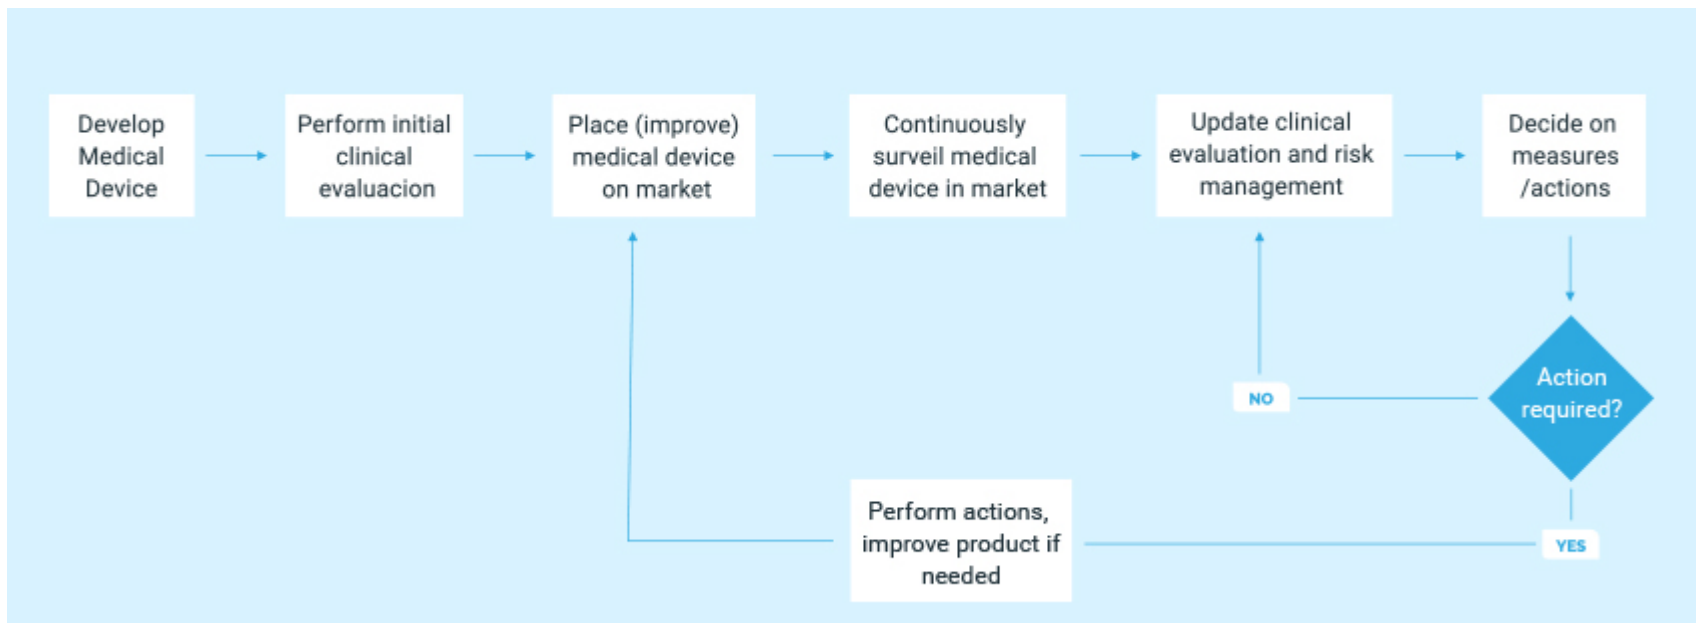 Develop
Medical
Device
Perform initial
clinical
evaluacion
Place (improve)
medical device
on market
Continuously
surveil medical
device in market
Update clinical
evaluation and risk
management
Decide on
measures
/actions
Action
required?
NO
YES
Perform actions,
improve product if
needed